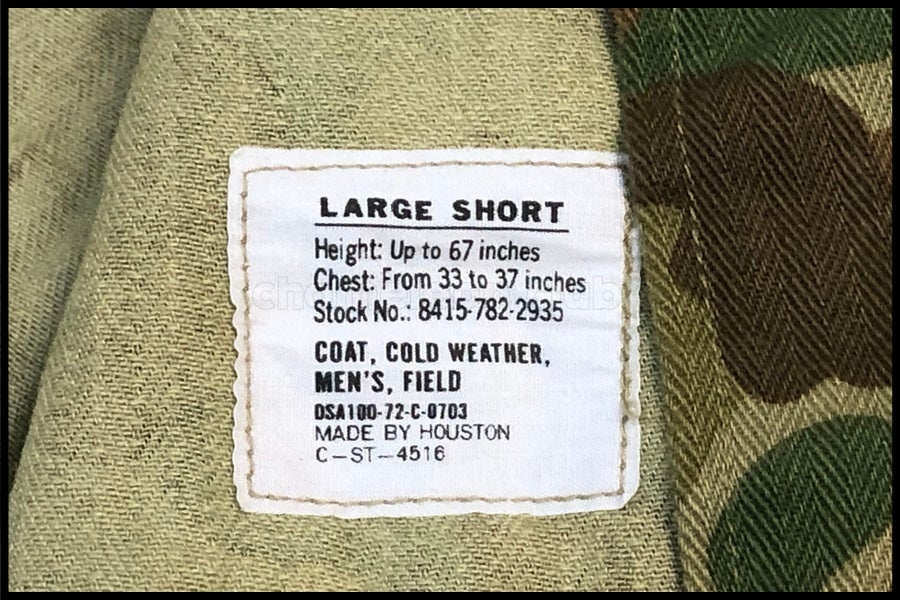 LARGE SHORT
Height: Up to 67 inches
Chest: From 33 to 37 inches
Stock No.: 8415-782-2935
COAT, COLD WEATHER,
MEN'S, FIELD
DSA100-72-C-0703
MADE BY HOUSTON
C-ST-4516